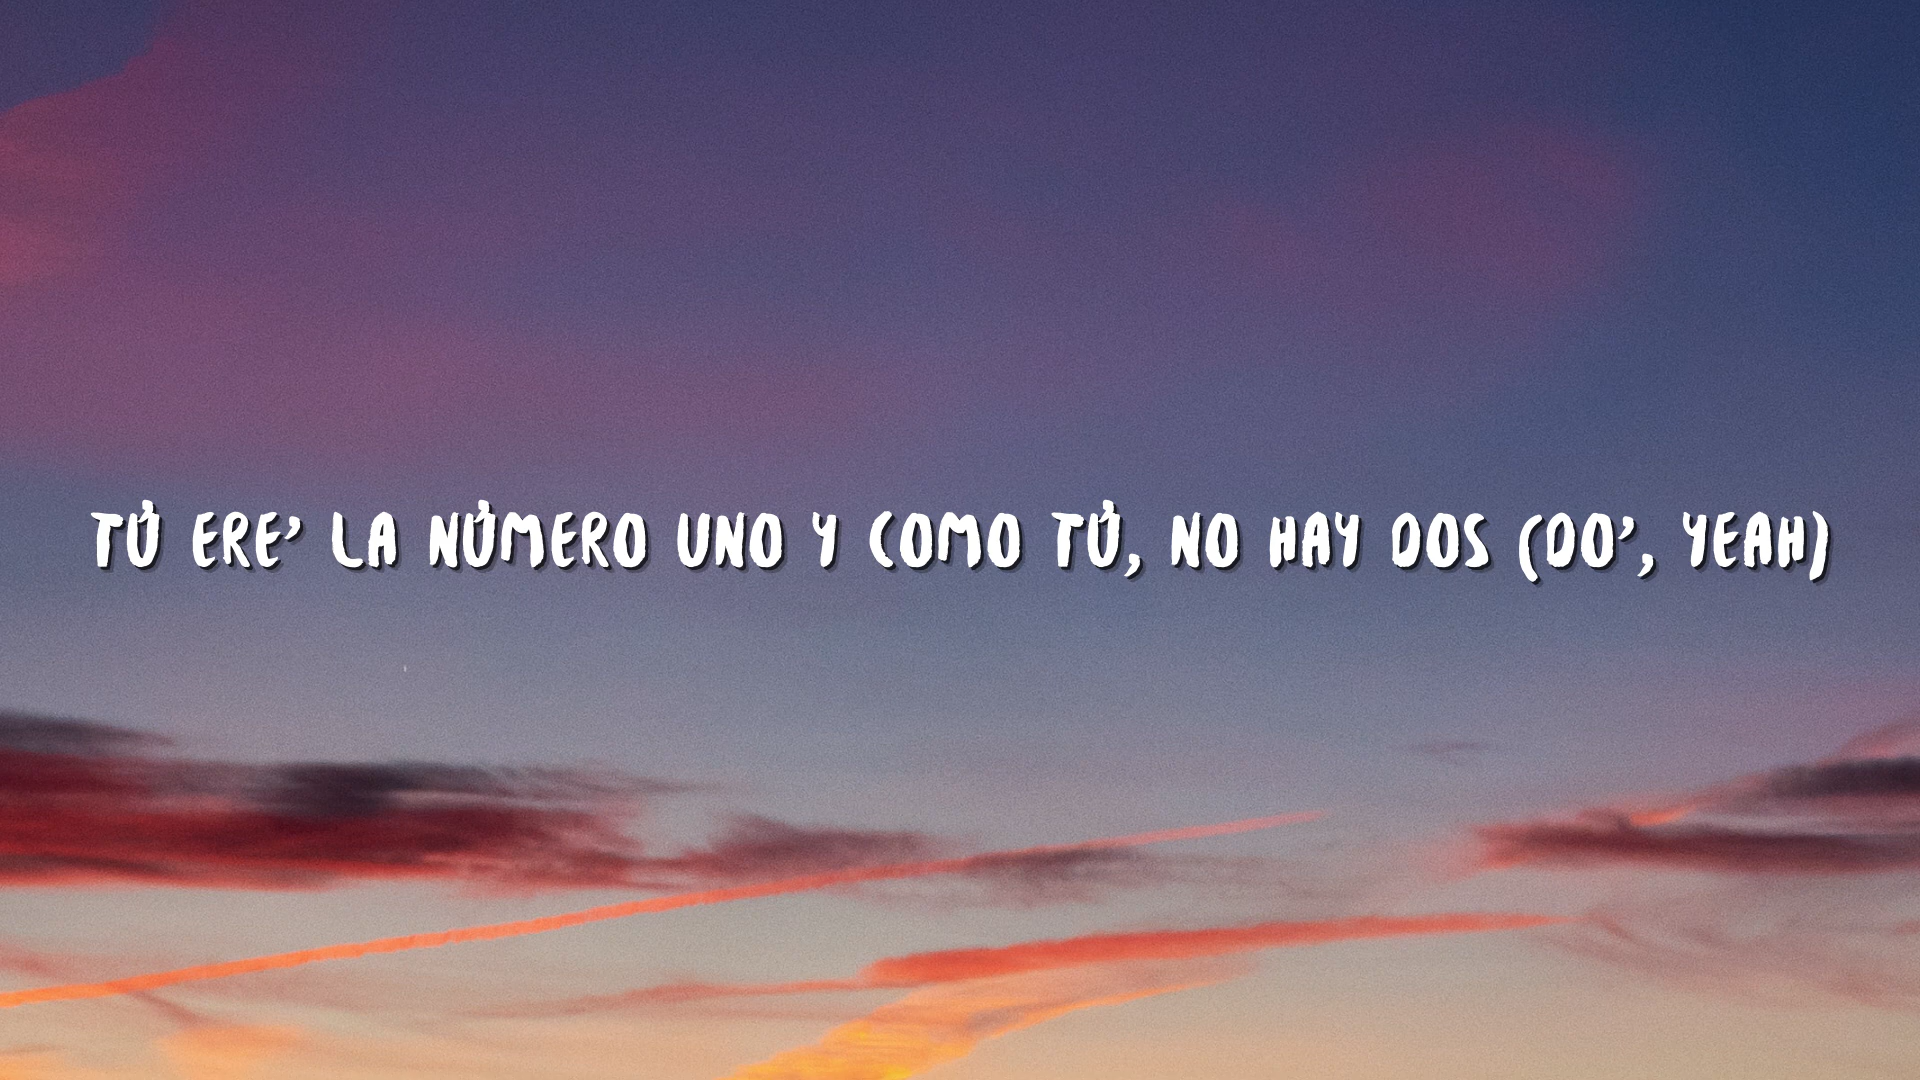 TÚ ERE' LA NÚMERO UNO Y COMO TÚ, NO HAY DOS (DO', YEAH)